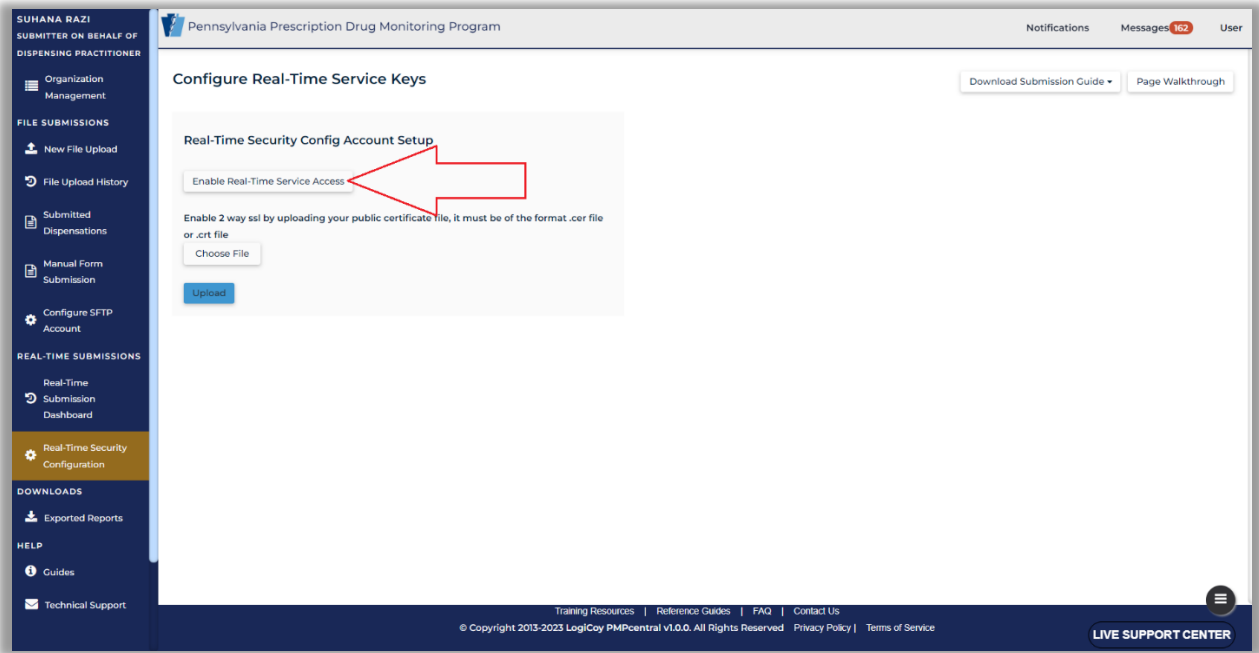 SUHANA RAZI
SUBMITTER ON BEHALF OF
DISPENSING PRACTITIONER
Organization
Management
FILE SUBMISSIONS
New File Upload
File Upload History
Submitted
Dispensations
Manual Form
Submission
Configure SFTP
Account
REAL-TIME SUBMISSIONS
Real-Time
Submission
Dashboard
Real-Time Security
Configuration
DOWNLOADS
Exported Reports
HELP
Guides
Technical Support
Pennsylvania Prescription Drug Monitoring Program
Notifications
Messages 162
User
Configure Real-Time Service Keys
Download Submission Guide
Page Walkthrough
Real-Time Security Config Account Setup
Enable Real-Time Service Access
Enable 2 way ssl by uploading your public certificate file, it must be of the format .cer file
or .crt file
Choose File
Upload
Training Resources | Reference Guides | FAQ | Contact Us
© Copyright 2013-2023 LogiCoy PMPcentral v1.0.0. All Rights Reserved Privacy Policy | Terms of Service
LIVE SUPPORT CENTER